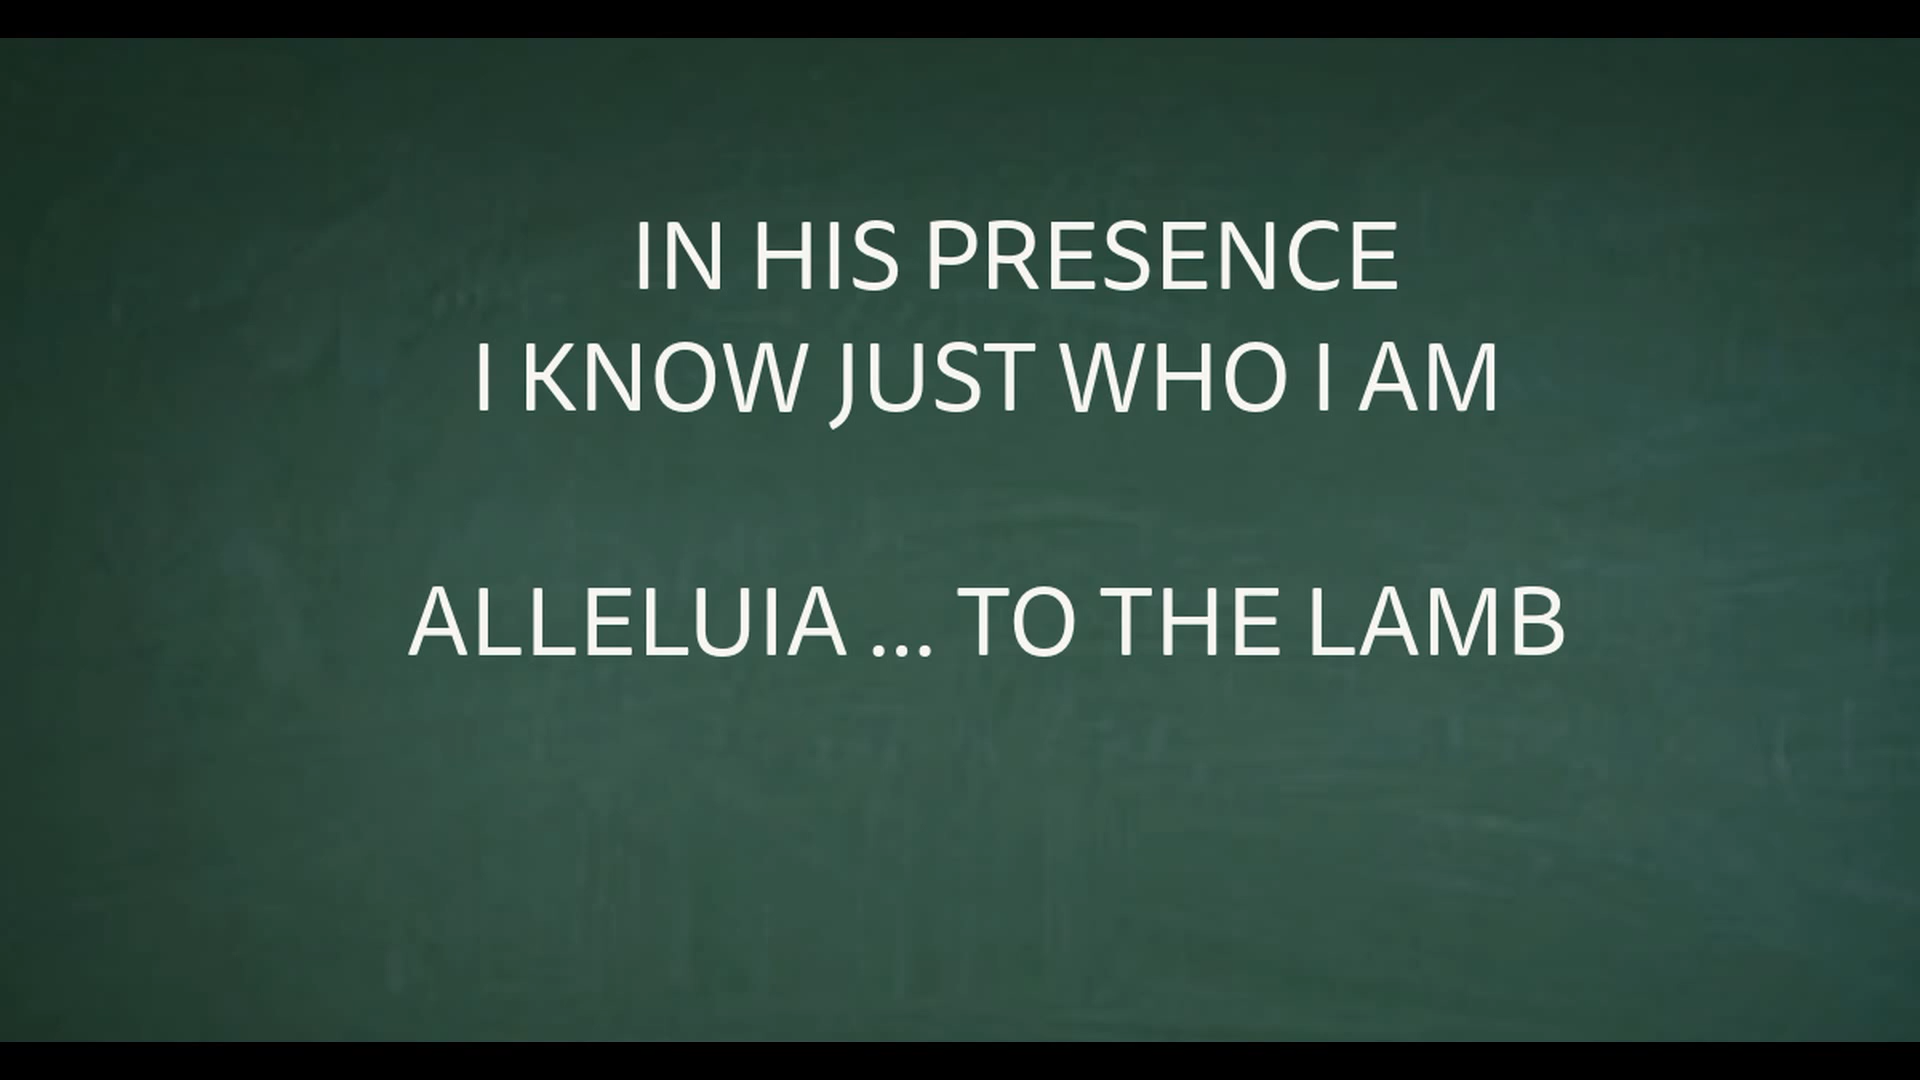 IN HIS PRESENCE
I KNOW JUST WHO I AM
ALLELUIA ... TO THE LAMB